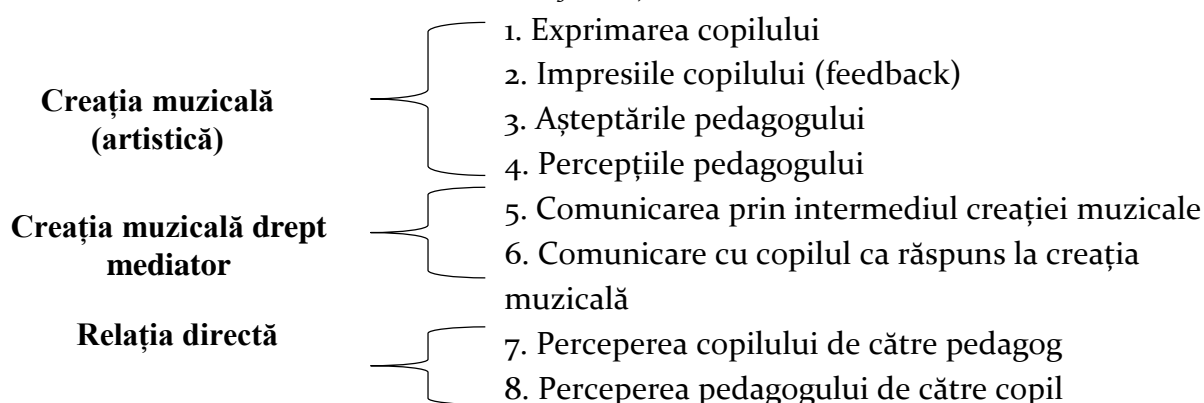 1. Exprimarea copilului
2. Impresiile copilului (feedback)
Creația muzicală
(artistică)
3. Așteptările pedagogului
4. Percepțiile pedagogului
5. Comunicarea prin intermediul creației muzicale
Creația muzicală drept
mediator
6. Comunicare cu copilul ca răspuns la creația
muzicală
Relația directă
7. Perceperea copilului de către pedagog
8. Perceperea pedagogului de către copil